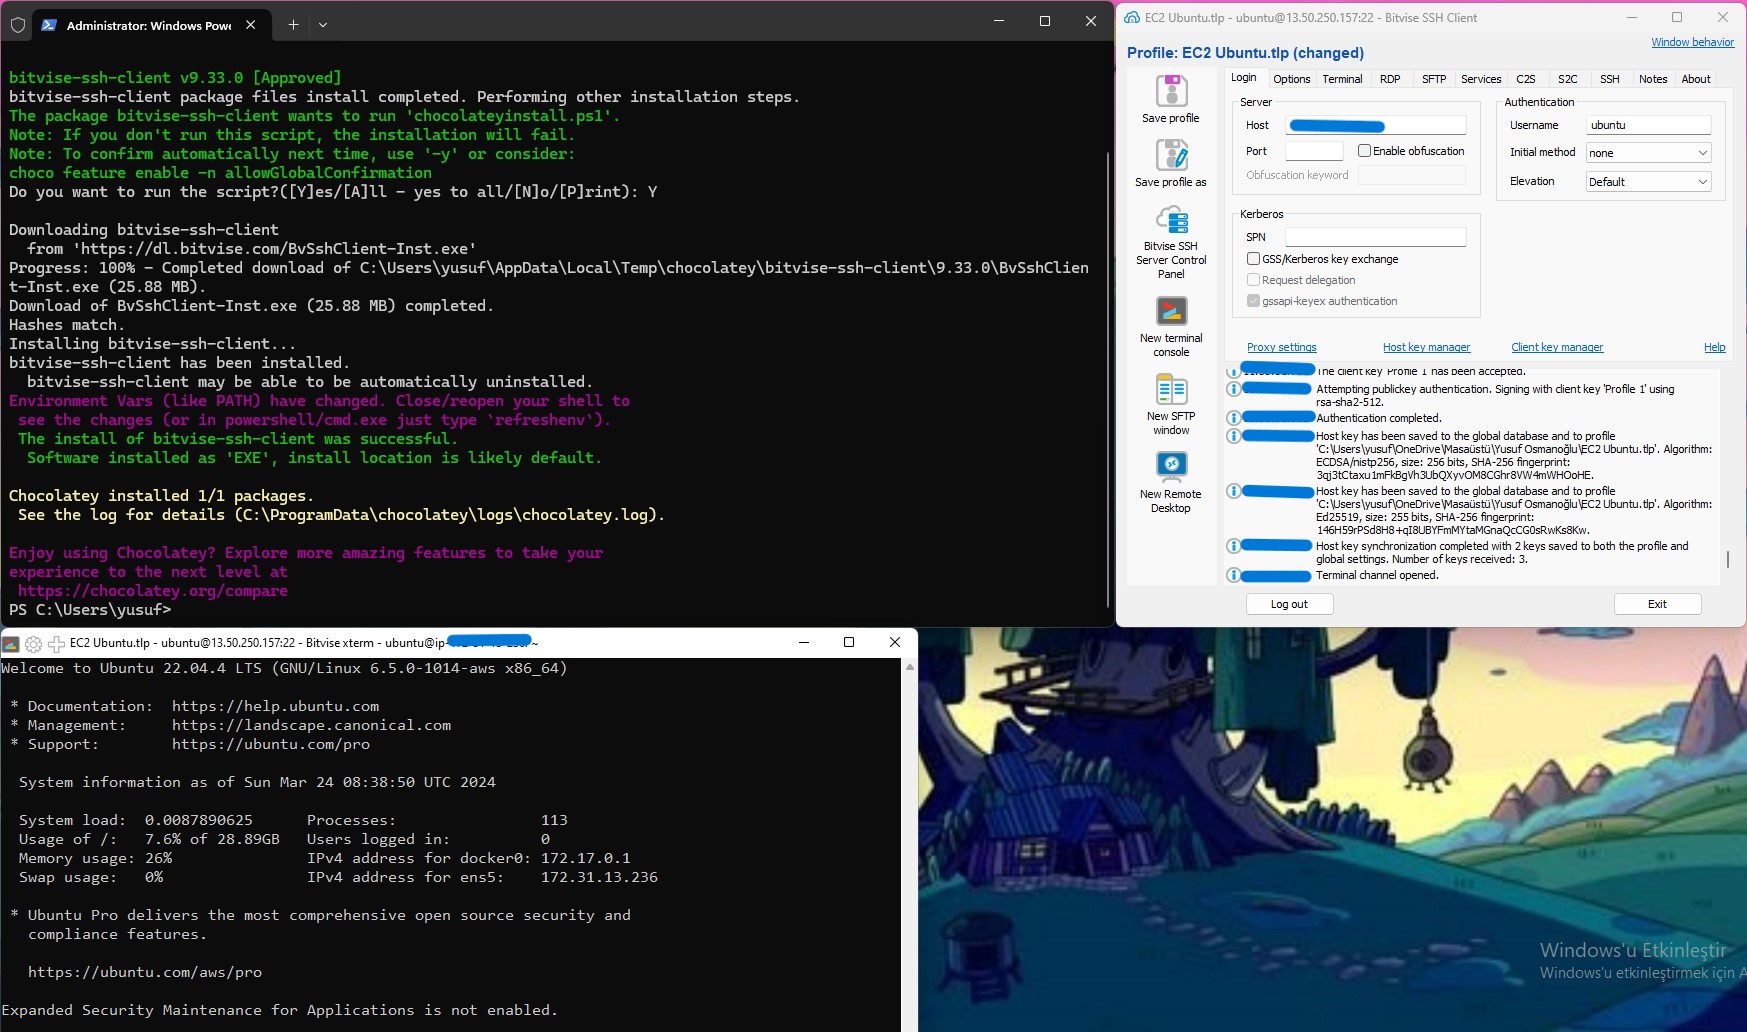 Administrator: Windows Powe
bitvise-ssh-client v9.33.0 [Approved]
bitvise-ssh-client package files install completed. Performing other installation steps.
The package bitvise-ssh-client wants to run 'chocolateyinstall.ps1'.
Note: If you don't run this script, the installation will fail.
Note: To confirm automatically next time, use '-y' or consider:
choco feature enable -n allowGlobalConfirmation
Do you want to run the script?([Y]es/[A]ll - yes to all/[N]o/[P]rint): Y
Downloading bitvise-ssh-client
from 'https://dl.bitvise.com/BvSshClient-Inst.exe'
Progress: 100% - Completed download of C:\Users\yusuf\AppData\Local\Temp\chocolatey\bitvise-ssh-client\9.33.0\BvSshClien
t-Inst.exe (25.88 MB).
Download of BvSshClient-Inst.exe (25.88 MB) completed.
Hashes match.
Installing bitvise-ssh-client...
bitvise-ssh-client has been installed.
bitvise-ssh-client may be able to be automatically uninstalled.
Environment Vars (like PATH) have changed. Close/reopen your shell to
see the changes (or in powershell/cmd.exe just type `refreshenv`).
The install of bitvise-ssh-client was successful.
Software installed as 'EXE', install location is likely default.
Chocolatey installed 1/1 packages.
See the log for details (C:\ProgramData\chocolatey\logs\chocolatey.log).
Enjoy using Chocolatey? Explore more amazing features to take your
experience to the next level at
https://chocolatey.org/compare
PS C:\Users\yusuf>
EC2 Ubuntu.tlp - ubuntu@13.50.250.157:22 - Bitvise SSH Client
Window behavior
Profile: EC2 Ubuntu.tlp (changed)
Save profile
Save profile as
Bitvise SSH
Server Control
Panel
New terminal
console
New SFTP
window
New Remote
Desktop
Login Options Terminal RDP SFTP Services C2S S2C SSH Notes About
Server
Host
Port
Enable obfuscation
Obfuscation keyword
Authentication
Username ubuntu
Initial method none
Elevation Default
Kerberos
SPN
GSS/Kerberos key exchange
Request delegation
gssapi-keyex authentication
Proxy settings Host key manager Client key manager Help
The client key 'Profile 1' has been accepted.
Attempting publickey authentication. Signing with client key 'Profile 1' using
rsa-sha2-512.
Authentication completed.
Host key has been saved to the global database and to profile
'C:\Users\yusuf\OneDrive\Masaüstü\Yusuf Osmanoğlu\EC2 Ubuntu.tlp'. Algorithm:
ECDSA/nistp256, size: 256 bits, SHA-256 fingerprint:
3qj3tCtaxu1mFkBgVh3UbQXyvOM8CGhr8VW4mWHOoHE.
Host key has been saved to the global database and to profile
'C:\Users\yusuf\OneDrive\Masaüstü\Yusuf Osmanoğlu\EC2 Ubuntu.tlp'. Algorithm:
Ed25519, size: 255 bits, SHA-256 fingerprint:
146H59rPSd8H8+qI8UBYFmMYtaMGnaQcCG0sRwKs8Kw.
Host key synchronization completed with 2 keys saved to both the profile and
global settings. Number of keys received: 3.
Terminal channel opened.
Log out Exit
EC2 Ubuntu.tlp - ubuntu@13.50.250.157:22 - Bitvise xterm - ubuntu@ip- ~
Welcome to Ubuntu 22.04.4 LTS (GNU/Linux 6.5.0-1014-aws x86_64)
* Documentation: https://help.ubuntu.com
* Management: https://landscape.canonical.com
* Support: https://ubuntu.com/pro
System information as of Sun Mar 24 08:38:50 UTC 2024
System load: 0.0087890625 Processes: 113
Usage of /: 7.6% of 28.89GB Users logged in: 0
Memory usage: 26% IPv4 address for docker0: 172.17.0.1
Swap usage: 0% IPv4 address for ens5: 172.31.13.236
* Ubuntu Pro delivers the most comprehensive open source security and
compliance features.
https://ubuntu.com/aws/pro
Expanded Security Maintenance for Applications is not enabled.
Windows'u Etkinleştir
Windows'u etkinleştirmek için A